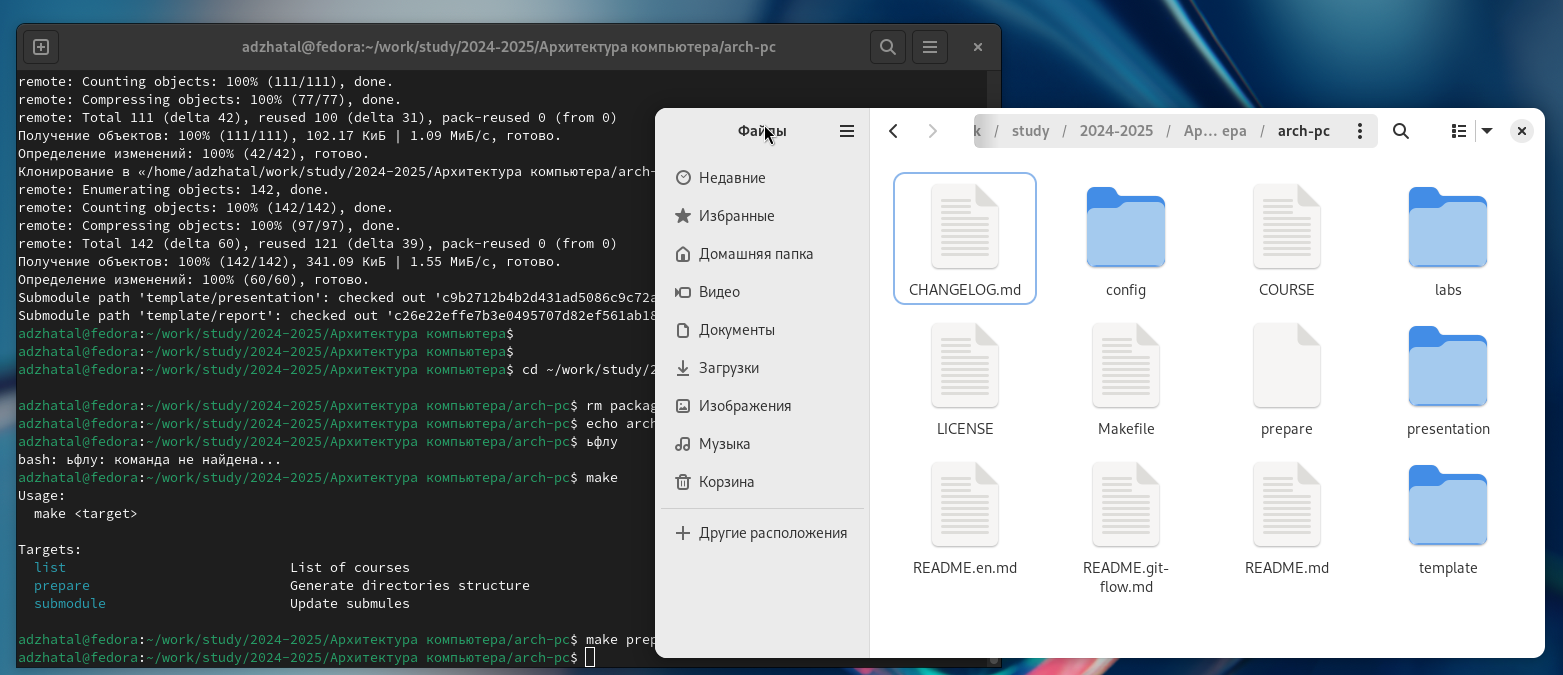 adzhatal@fedora:~/work/study/2024-2025/Архитектура компьютера/arch-pc
remote: Counting objects: 100% (111/111), done.
remote: Compressing objects: 100% (77/77), done.
remote: Total 111 (delta 42), reused 100 (delta 31), pack-reused 0 (from 0)
Получение объектов: 100% (111/111), 102.17 КиБ | 1.09 МиБ/с, готово.
Определение изменений: 100% (42/42), готово.
Клонирование в «/home/adzhatal/work/study/2024-2025/Архитектура компьютера/arch-
remote: Enumerating objects: 142, done.
remote: Counting objects: 100% (142/142), done.
remote: Compressing objects: 100% (97/97), done.
remote: Total 142 (delta 60), reused 121 (delta 39), pack-reused 0 (from 0)
Получение объектов: 100% (142/142), 341.09 КиБ | 1.55 МиБ/с, готово.
Определение изменений: 100% (60/60), готово.
Submodule path 'template/presentation': checked out 'c9b2712b4b2d431ad5086c9c72a
Submodule path 'template/report': checked out 'c26e22effe7b3e0495707d82ef561ab18
adzhatal@fedora:~/work/study/2024-2025/Архитектура компьютера$
adzhatal@fedora:~/work/study/2024-2025/Архитектура компьютера$
adzhatal@fedora:~/work/study/2024-2025/Архитектура компьютера$ cd ~/work/study/2
adzhatal@fedora:~/work/study/2024-2025/Архитектура компьютера/arch-pc$ rm packag
adzhatal@fedora:~/work/study/2024-2025/Архитектура компьютера/arch-pc$ echo arch
adzhatal@fedora:~/work/study/2024-2025/Архитектура компьютера/arch-pc$ ьфлу
bash: ьфлу: команда не найдена...
adzhatal@fedora:~/work/study/2024-2025/Архитектура компьютера/arch-pc$ make
Usage:
  make <target>
Targets:
  list                            List of courses
  prepare                         Generate directories structure
  submodule                       Update submules
adzhatal@fedora:~/work/study/2024-2025/Архитектура компьютера/arch-pc$ make prep
adzhatal@fedora:~/work/study/2024-2025/Архитектура компьютера/arch-pc$
Файлы
Недавние
Избранные
Домашняя папка
Видео
Документы
Загрузки
Изображения
Музыка
Корзина
Другие расположения
k / study / 2024-2025 / Ар… ера / arch-pc
CHANGELOG.md config COURSE labs
LICENSE Makefile prepare presentation
README.en.md README.git-flow.md README.md template